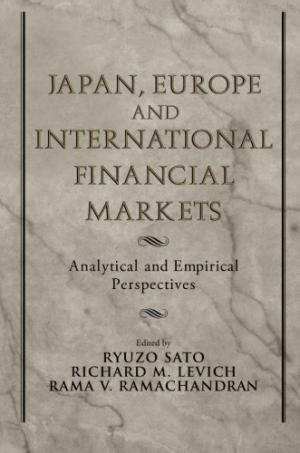 JAPAN, EUROPE
AND
INTERNATIONAL
FINANCIAL
MARKETS
Analytical and Empirical
Perspectives
Edited by
RYUZO SATO
RICHARD M. LEVICH
RAMA V. RAMACHANDRAN